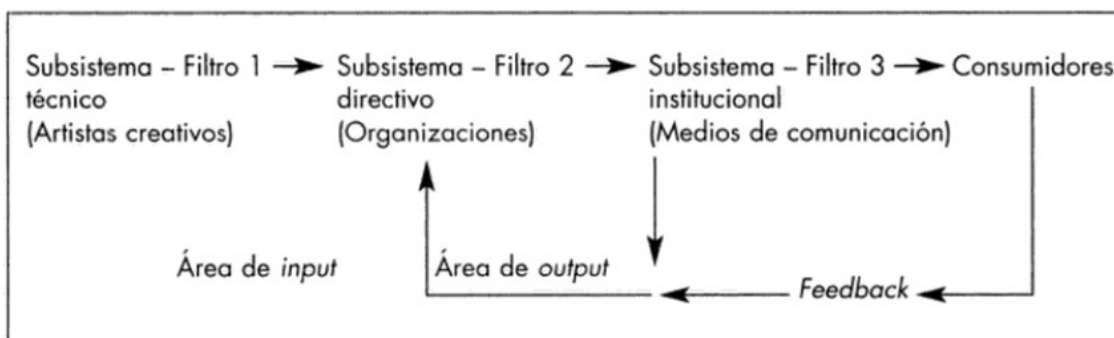 Subsistema – Filtro 1 Subsistema – Filtro 2 Subsistema – Filtro 3 Consumidores
técnico directivo institucional
(Artistas creativos) (Organizaciones) (Medios de comunicación)
Área de input Área de output
Feedback